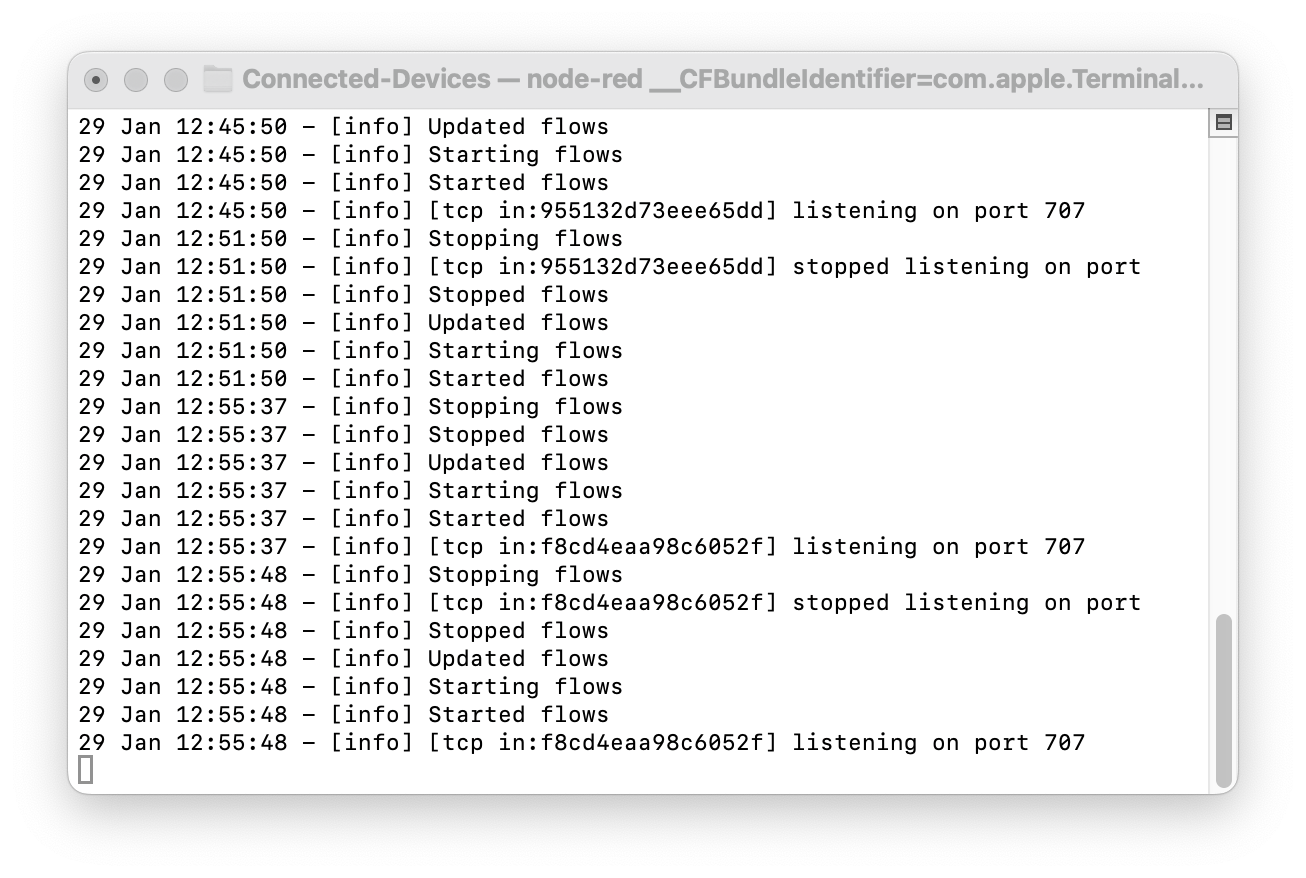 Connected-Devices — node-red __CFBundleIdentifier=com.apple.Terminal...
29 Jan 12:45:50 - [info] Updated flows
29 Jan 12:45:50 - [info] Starting flows
29 Jan 12:45:50 - [info] Started flows
29 Jan 12:45:50 - [info] [tcp in:955132d73eee65dd] listening on port 707
29 Jan 12:51:50 - [info] Stopping flows
29 Jan 12:51:50 - [info] [tcp in:955132d73eee65dd] stopped listening on port
29 Jan 12:51:50 - [info] Stopped flows
29 Jan 12:51:50 - [info] Updated flows
29 Jan 12:51:50 - [info] Starting flows
29 Jan 12:51:50 - [info] Started flows
29 Jan 12:55:37 - [info] Stopping flows
29 Jan 12:55:37 - [info] Stopped flows
29 Jan 12:55:37 - [info] Updated flows
29 Jan 12:55:37 - [info] Starting flows
29 Jan 12:55:37 - [info] Started flows
29 Jan 12:55:37 - [info] [tcp in:f8cd4eaa98c6052f] listening on port 707
29 Jan 12:55:48 - [info] Stopping flows
29 Jan 12:55:48 - [info] [tcp in:f8cd4eaa98c6052f] stopped listening on port
29 Jan 12:55:48 - [info] Stopped flows
29 Jan 12:55:48 - [info] Updated flows
29 Jan 12:55:48 - [info] Starting flows
29 Jan 12:55:48 - [info] Started flows
29 Jan 12:55:48 - [info] [tcp in:f8cd4eaa98c6052f] listening on port 707